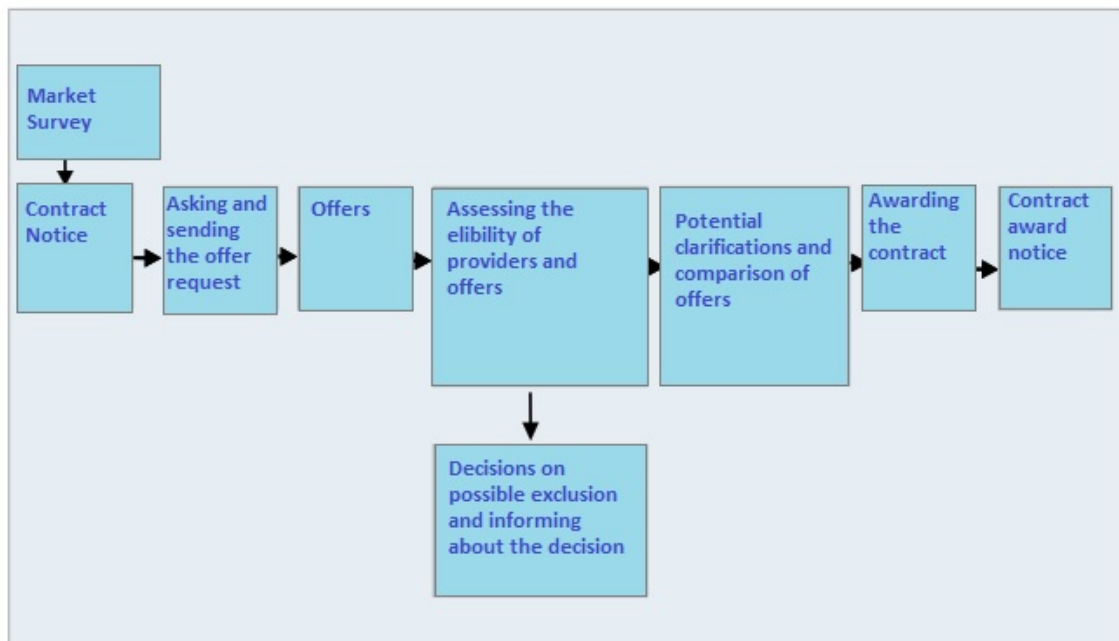 Market
Survey
Contract
Notice
Asking and
sending
the offer
request
Offers
Assessing the
elibility of
providers and
offers
Potential
clarifications and
comparison of
offers
Awarding
the
contract
Contract
award
notice
Decisions on
possible exclusion
and informing
about the decision